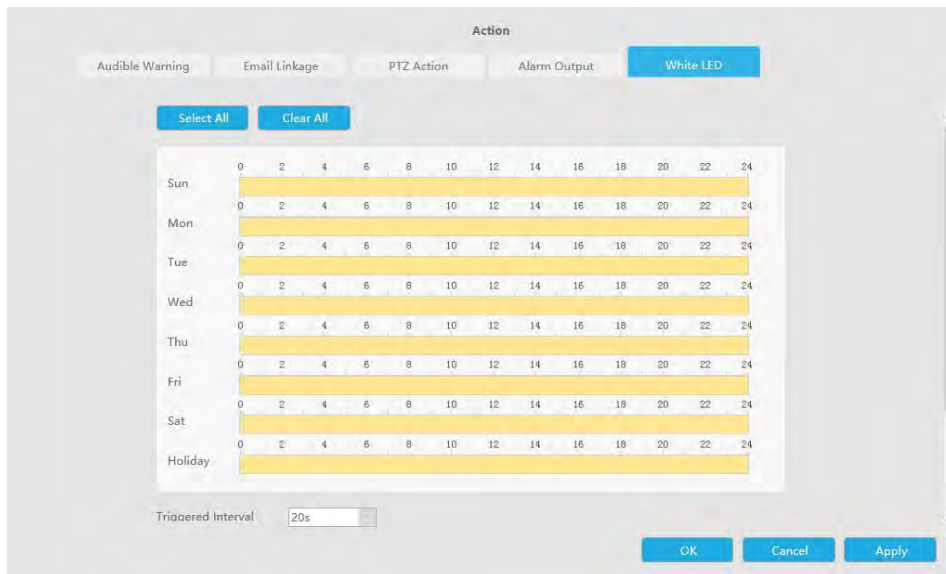 Action
Audible Warning Email Linkage PTZ Action Alarm Output White LED
Select All Clear All
0 2 4 6 8 10 12 14 16 18 20 22 24
Sun
0 2 4 6 8 10 12 14 16 18 20 22 24
Mon
0 2 4 6 8 10 12 14 16 18 20 22 24
Tue
0 2 4 6 8 10 12 14 16 18 20 22 24
Wed
0 2 4 6 8 10 12 14 16 18 20 22 24
Thu
0 2 4 6 8 10 12 14 16 18 20 22 24
Fri
0 2 4 6 8 10 12 14 16 18 20 22 24
Sat
0 2 4 6 8 10 12 14 16 18 20 22 24
Holiday
Triggered Interval 20s
OK Cancel Apply